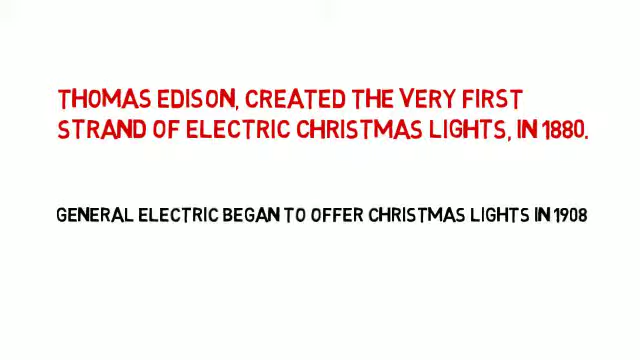 THOMAS EDISON, CREATED THE VERY FIRST
STRAND OF ELECTRIC CHRISTMAS LIGHTS, IN 1880.
GENERAL ELECTRIC BEGAN TO OFFER CHRISTMAS LIGHTS IN 1908